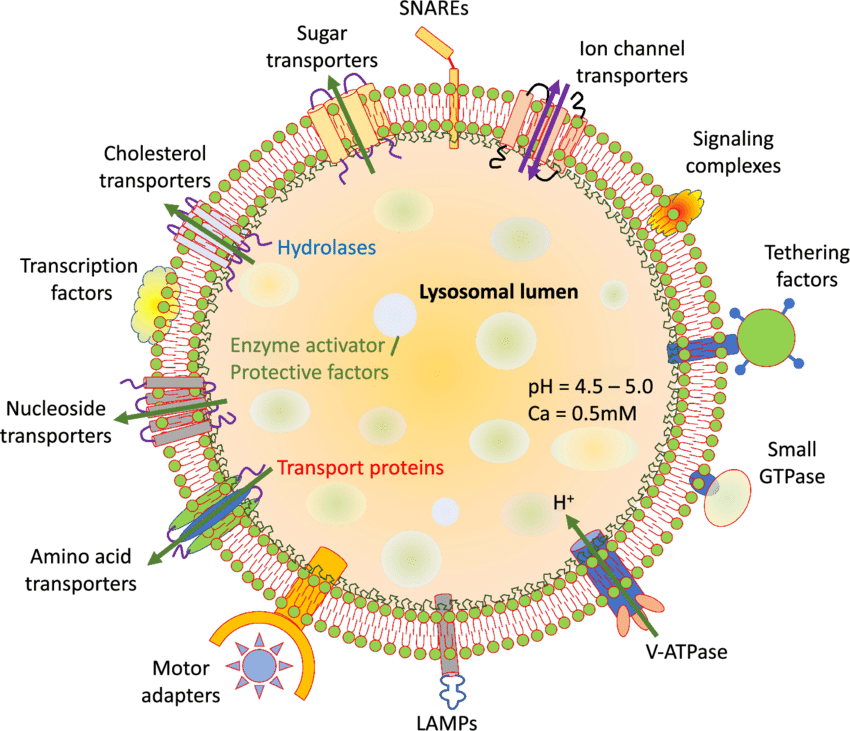 SNAREs
Sugar
transporters
Ion channel
transporters
Cholesterol
transporters
Signaling
complexes
Hydrolases
Transcription
factors
Tethering
factors
Lysosomal lumen
Enzyme activator
Protective factors
pH = 4.5 – 5.0
Ca = 0.5mM
Nucleoside
transporters
Transport proteins
Small
GTPase
H⁺
Amino acid
transporters
V-ATPase
Motor
adapters
LAMPs